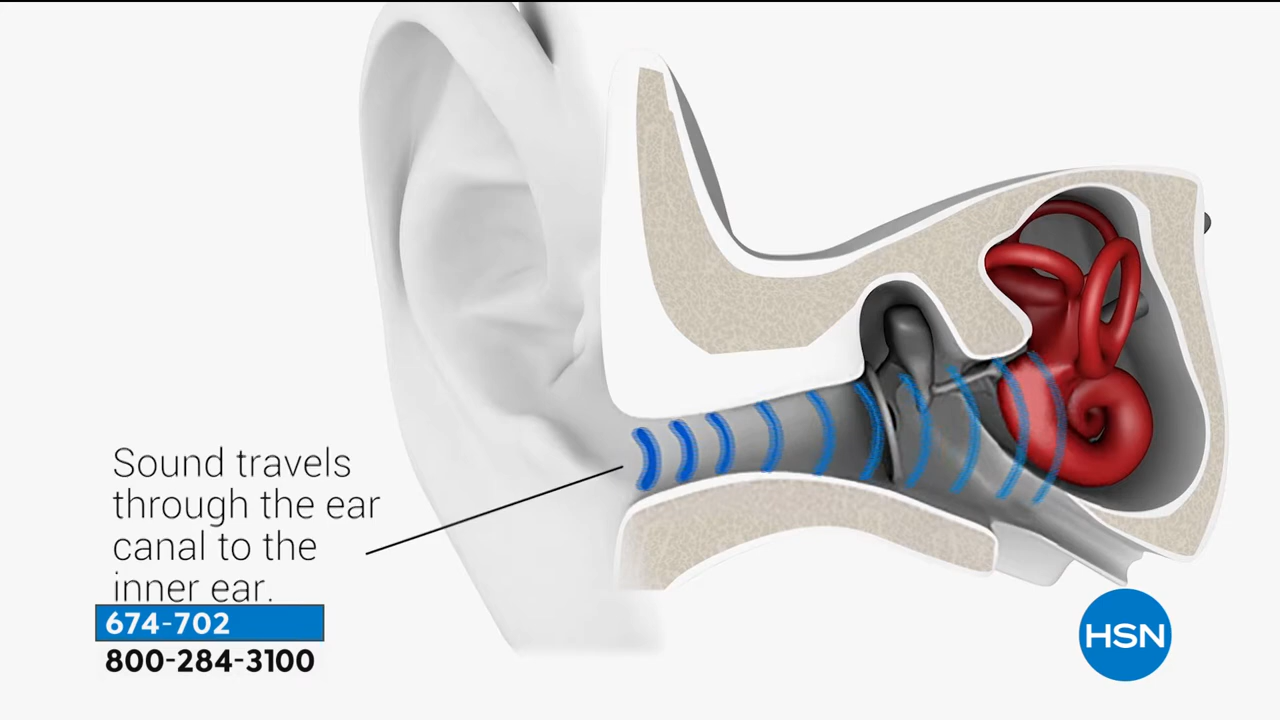 Sound travels
through the ear
canal to the
inner ear.
674-702
800-284-3100
HSN